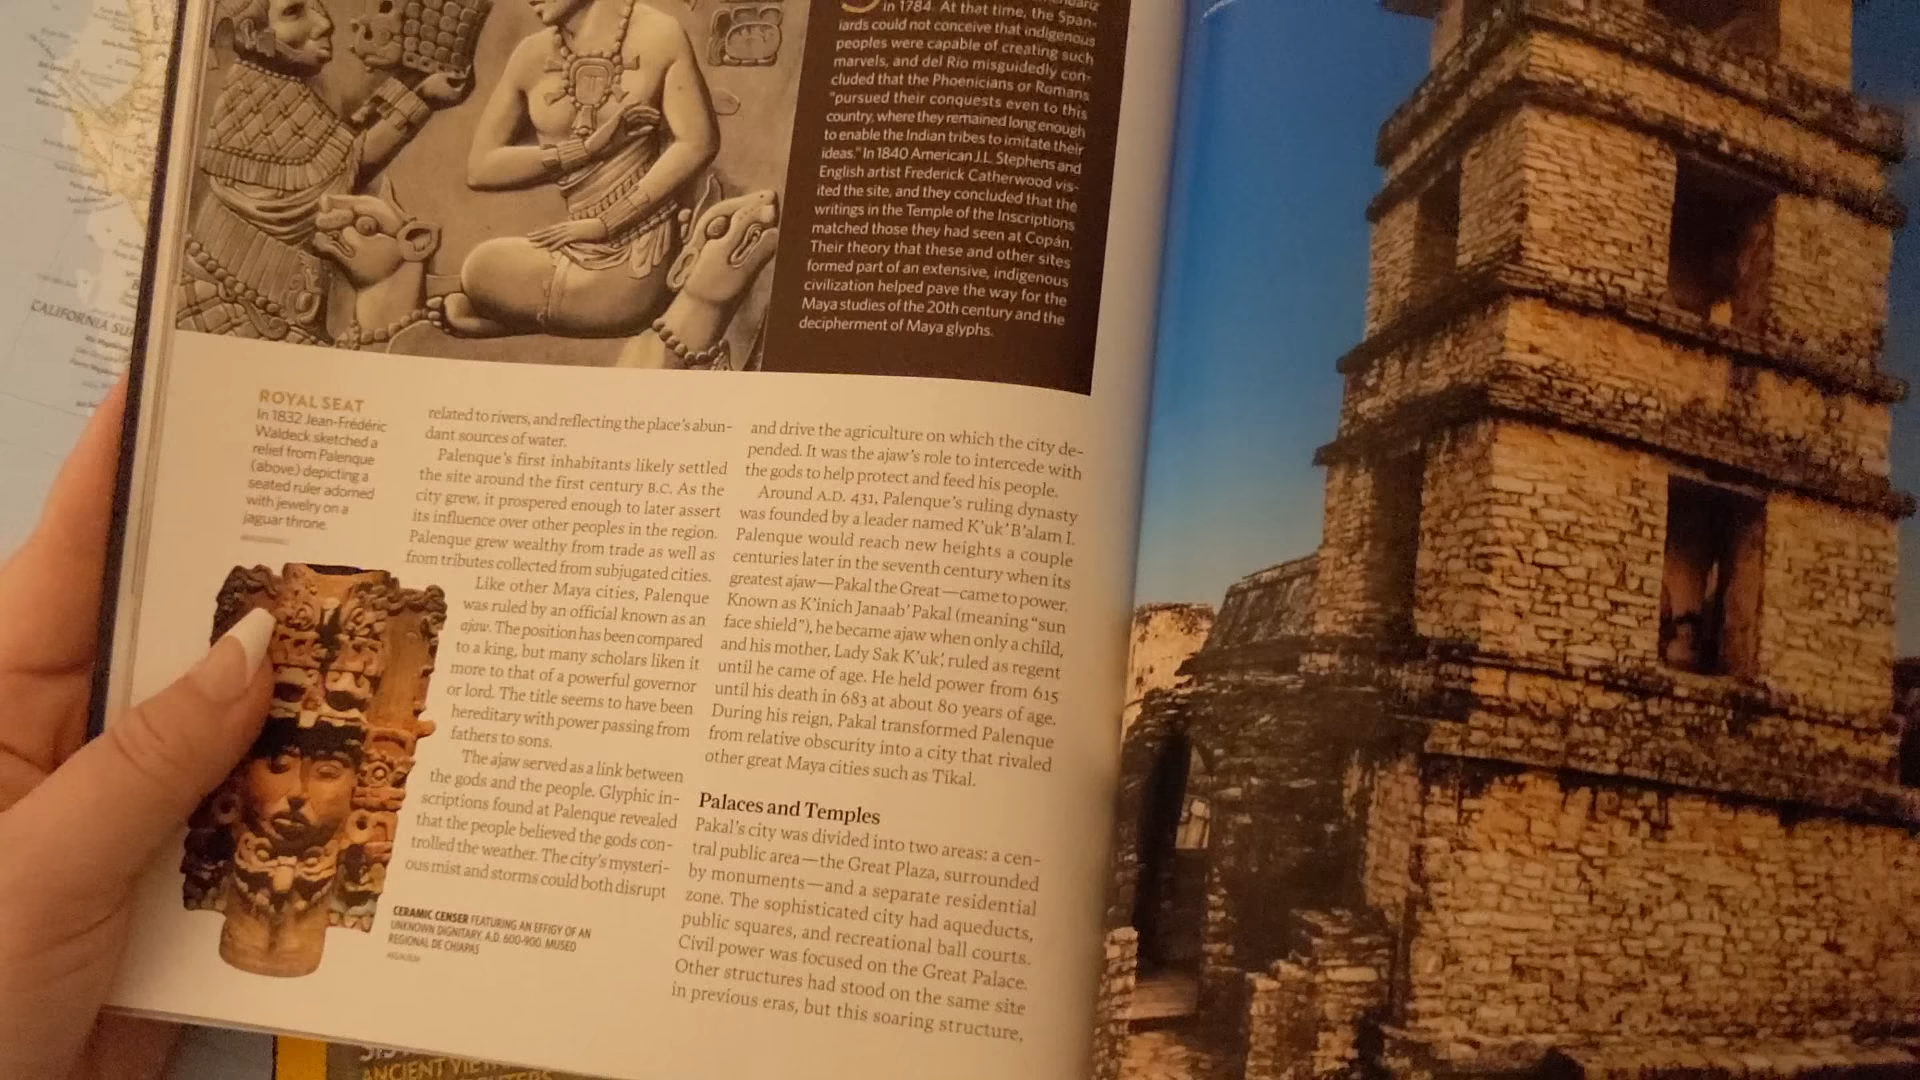 in 1784. At that time, the Span-
iards could not conceive that indigenous
peoples were capable of creating such
marvels, and del Río misguidedly con-
cluded that the Phoenicians or Romans
"pursued their conquests even to this
country, where they remained long enough
to enable the Indian tribes to imitate their
ideas." In 1840 American J.L. Stephens and
English artist Frederick Catherwood vis-
ited the site, and they concluded that the
writings in the Temple of the Inscriptions
matched those they had seen at Copán.
Their theory that these and other sites
formed part of an extensive, indigenous
civilization helped pave the way for the
Maya studies of the 20th century and the
decipherment of Maya glyphs.
CALIFORNIA SUR
ROYAL SEAT
In 1832 Jean-Frédéric
Waldeck sketched a
relief from Palenque
(above) depicting a
seated ruler adorned
with jewelry on a
jaguar throne.
related to rivers, and reflecting the place's abun-
dant sources of water.
Palenque's first inhabitants likely settled
the site around the first century B.C. As the
city grew, it prospered enough to later assert
its influence over other peoples in the region.
Palenque grew wealthy from trade as well as
from tributes collected from subjugated cities.
Like other Maya cities, Palenque
was ruled by an official known as an
ajaw. The position has been compared
to a king, but many scholars liken it
more to that of a powerful governor
or lord. The title seems to have been
hereditary with power passing from
fathers to sons.
The ajaw served as a link between
the gods and the people. Glyphic in-
scriptions found at Palenque revealed
that the people believed the gods con-
trolled the weather. The city's mysteri-
ous mist and storms could both disrupt
CERAMIC CENSER FEATURING AN EFFIGY OF AN
UNKNOWN DIGNITARY, A.D. 600-900. MUSEO
REGIONAL DE CHIAPAS
and drive the agriculture on which the city de-
pended. It was the ajaw's role to intercede with
the gods to help protect and feed his people.
Around A.D. 431, Palenque's ruling dynasty
was founded by a leader named K'uk' B'alam I.
Palenque would reach new heights a couple
centuries later in the seventh century when its
greatest ajaw—Pakal the Great—came to power.
Known as K'inich Janaab' Pakal (meaning "sun
face shield"), he became ajaw when only a child,
and his mother, Lady Sak K'uk', ruled as regent
until he came of age. He held power from 615
until his death in 683 at about 80 years of age.
During his reign, Pakal transformed Palenque
from relative obscurity into a city that rivaled
other great Maya cities such as Tikal.
Palaces and Temples
Pakal's city was divided into two areas: a cen-
tral public area—the Great Plaza, surrounded
by monuments—and a separate residential
zone. The sophisticated city had aqueducts,
public squares, and recreational ball courts.
Civil power was focused on the Great Palace.
Other structures had stood on the same site
in previous eras, but this soaring structure,
ANCIENT